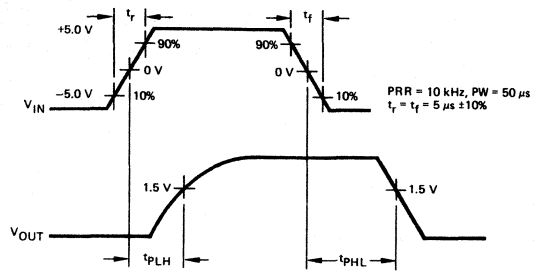 tr
tf
+5.0 V
90%
90%
0 V
0 V
-5.0 V
10%
10%
VIN
PRR = 10 kHz, PW = 50 µs
tr = tf = 5 µs ±10%
1.5 V
1.5 V
VOUT
tPLH
tPHL